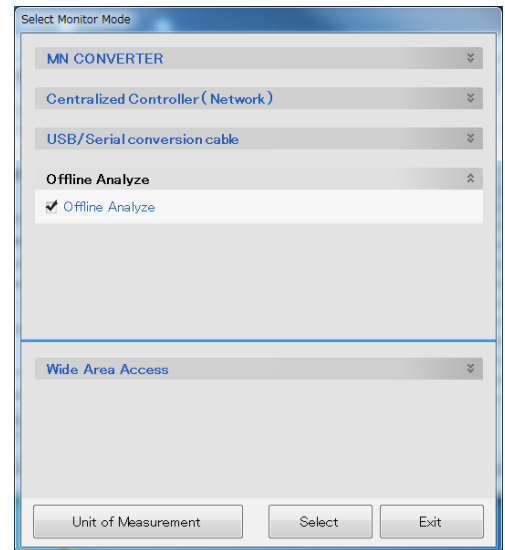 Select Monitor Mode
MN CONVERTER
Centralized Controller ( Network )
USB/Serial conversion cable
Offline Analyze
Offline Analyze
Wide Area Access
Unit of Measurement Select Exit